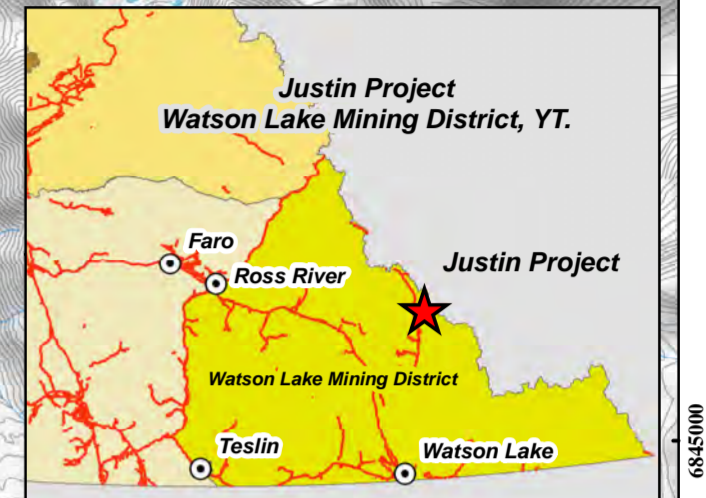 Justin Project
Watson Lake Mining District, YT.
Faro
Ross River
Justin Project
Watson Lake Mining District
Teslin
Watson Lake
6845000